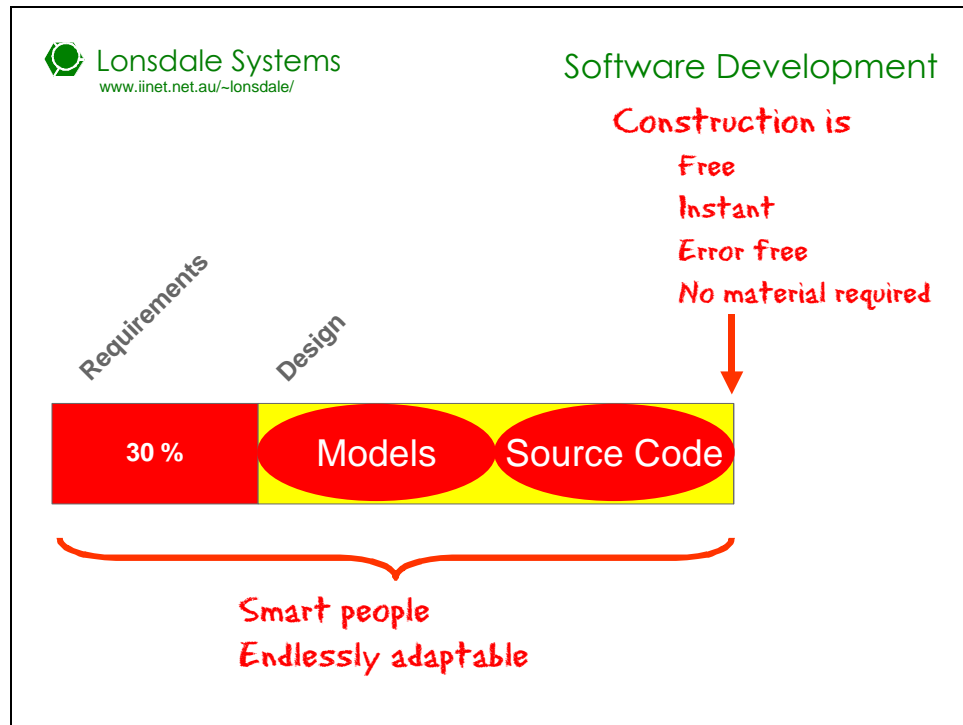 Lonsdale Systems
www.iinet.net.au/~lonsdale/
Software Development
Construction is
Free
Instant
Error free
No material required
Requirements
Design
30 %
Models
Source Code
Smart people
Endlessly adaptable